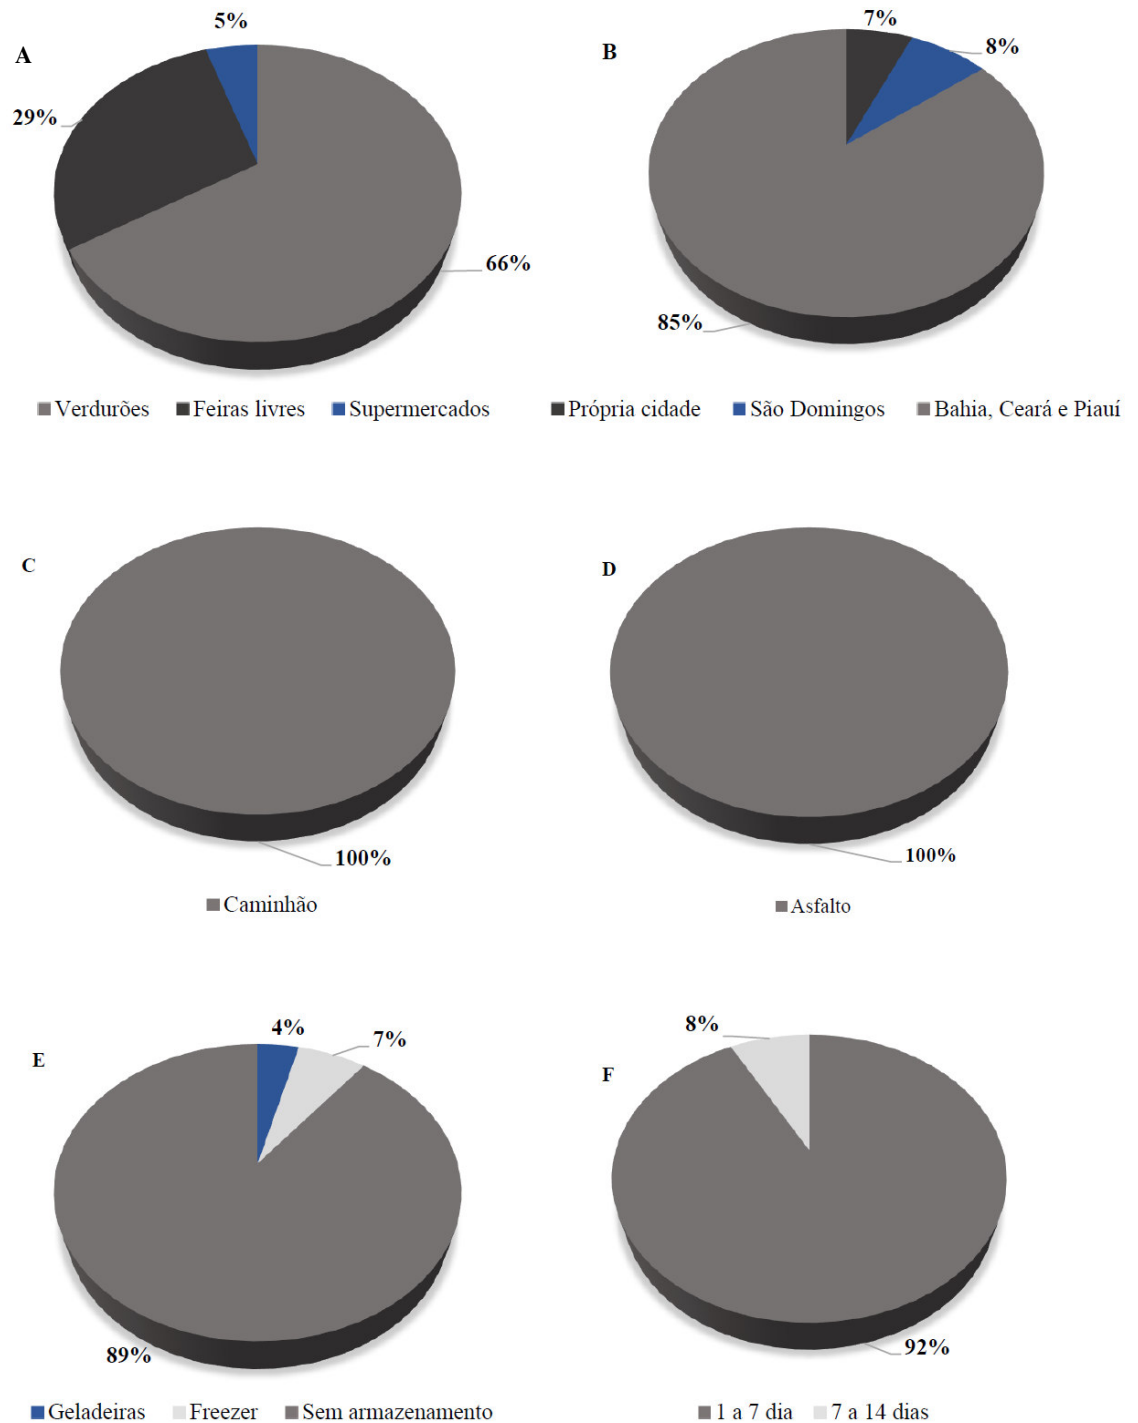 A
5%
29%
66%
Verdurões Feiras livres Supermercados
B
7%
8%
85%
Própria cidade São Domingos Bahia, Ceará e Piauí
C
100%
Caminhão
D
100%
Asfalto
E
4%
7%
89%
Geladeiras Freezer Sem armazenamento
F
8%
92%
1 a 7 dia 7 a 14 dias